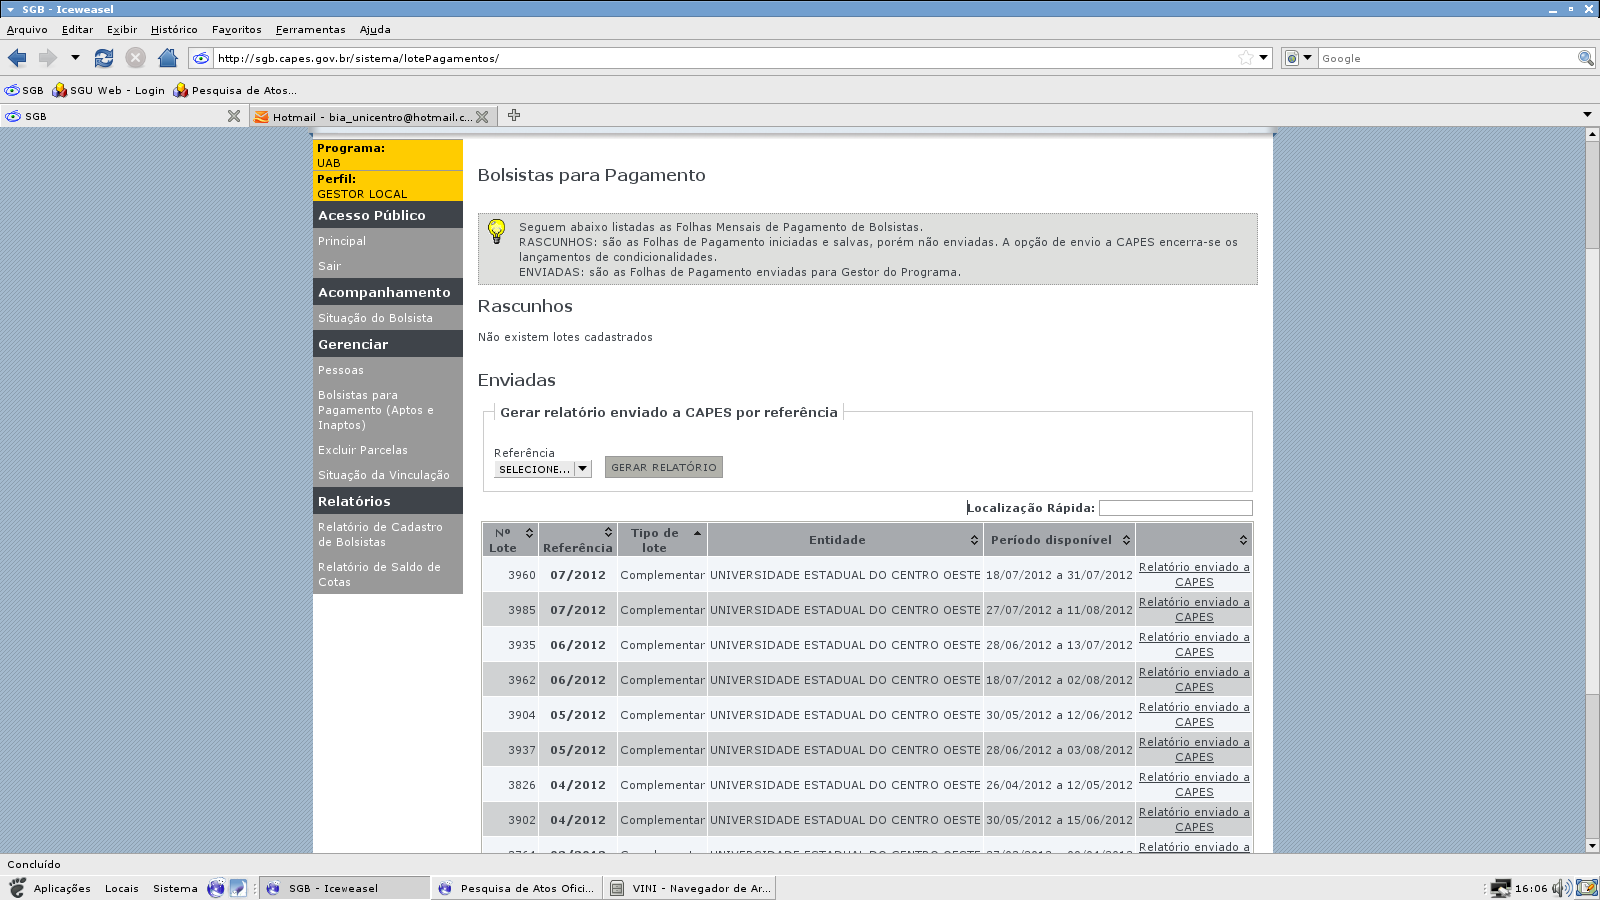 SGB - Iceweasel
Arquivo Editar Exibir Histórico Favoritos Ferramentas Ajuda
http://sgb.capes.gov.br/sistema/lotePagamentos/
Google
SGB SGU Web - Login Pesquisa de Atos...
SGB
Hotmail - bia_unicentro@hotmail.c...
Programa:
UAB
Perfil:
GESTOR LOCAL
Acesso Público
Principal
Sair
Acompanhamento
Situação do Bolsista
Gerenciar
Pessoas
Bolsistas para
Pagamento (Aptos e
Inaptos)
Excluir Parcelas
Situação da Vinculação
Relatórios
Relatório de Cadastro
de Bolsistas
Relatório de Saldo de
Cotas
Bolsistas para Pagamento
Seguem abaixo listadas as Folhas Mensais de Pagamento de Bolsistas.
RASCUNHOS: são as Folhas de Pagamento iniciadas e salvas, porém não enviadas. A opção de envio a CAPES encerra-se os
lançamentos de condicionalidades.
ENVIADAS: são as Folhas de Pagamento enviadas para Gestor do Programa.
Rascunhos
Não existem lotes cadastrados
Enviadas
Gerar relatório enviado a CAPES por referência
Referência
SELECIONE... GERAR RELATÓRIO
Localização Rápida:
Nº Lote Referência Tipo de lote Entidade Período disponível
3960 07/2012 Complementar UNIVERSIDADE ESTADUAL DO CENTRO OESTE 18/07/2012 a 31/07/2012 Relatório enviado a CAPES
3985 07/2012 Complementar UNIVERSIDADE ESTADUAL DO CENTRO OESTE 27/07/2012 a 11/08/2012 Relatório enviado a CAPES
3935 06/2012 Complementar UNIVERSIDADE ESTADUAL DO CENTRO OESTE 28/06/2012 a 13/07/2012 Relatório enviado a CAPES
3962 06/2012 Complementar UNIVERSIDADE ESTADUAL DO CENTRO OESTE 18/07/2012 a 02/08/2012 Relatório enviado a CAPES
3904 05/2012 Complementar UNIVERSIDADE ESTADUAL DO CENTRO OESTE 30/05/2012 a 12/06/2012 Relatório enviado a CAPES
3937 05/2012 Complementar UNIVERSIDADE ESTADUAL DO CENTRO OESTE 28/06/2012 a 03/08/2012 Relatório enviado a CAPES
3826 04/2012 Complementar UNIVERSIDADE ESTADUAL DO CENTRO OESTE 26/04/2012 a 12/05/2012 Relatório enviado a CAPES
3902 04/2012 Complementar UNIVERSIDADE ESTADUAL DO CENTRO OESTE 30/05/2012 a 15/06/2012 Relatório enviado a CAPES
Complementar UNIVERSIDADE ESTADUAL DO CENTRO OESTE Relatório enviado a
Concluído
Aplicações Locais Sistema SGB - Iceweasel Pesquisa de Atos Ofici... VINI - Navegador de Ar... 16:06